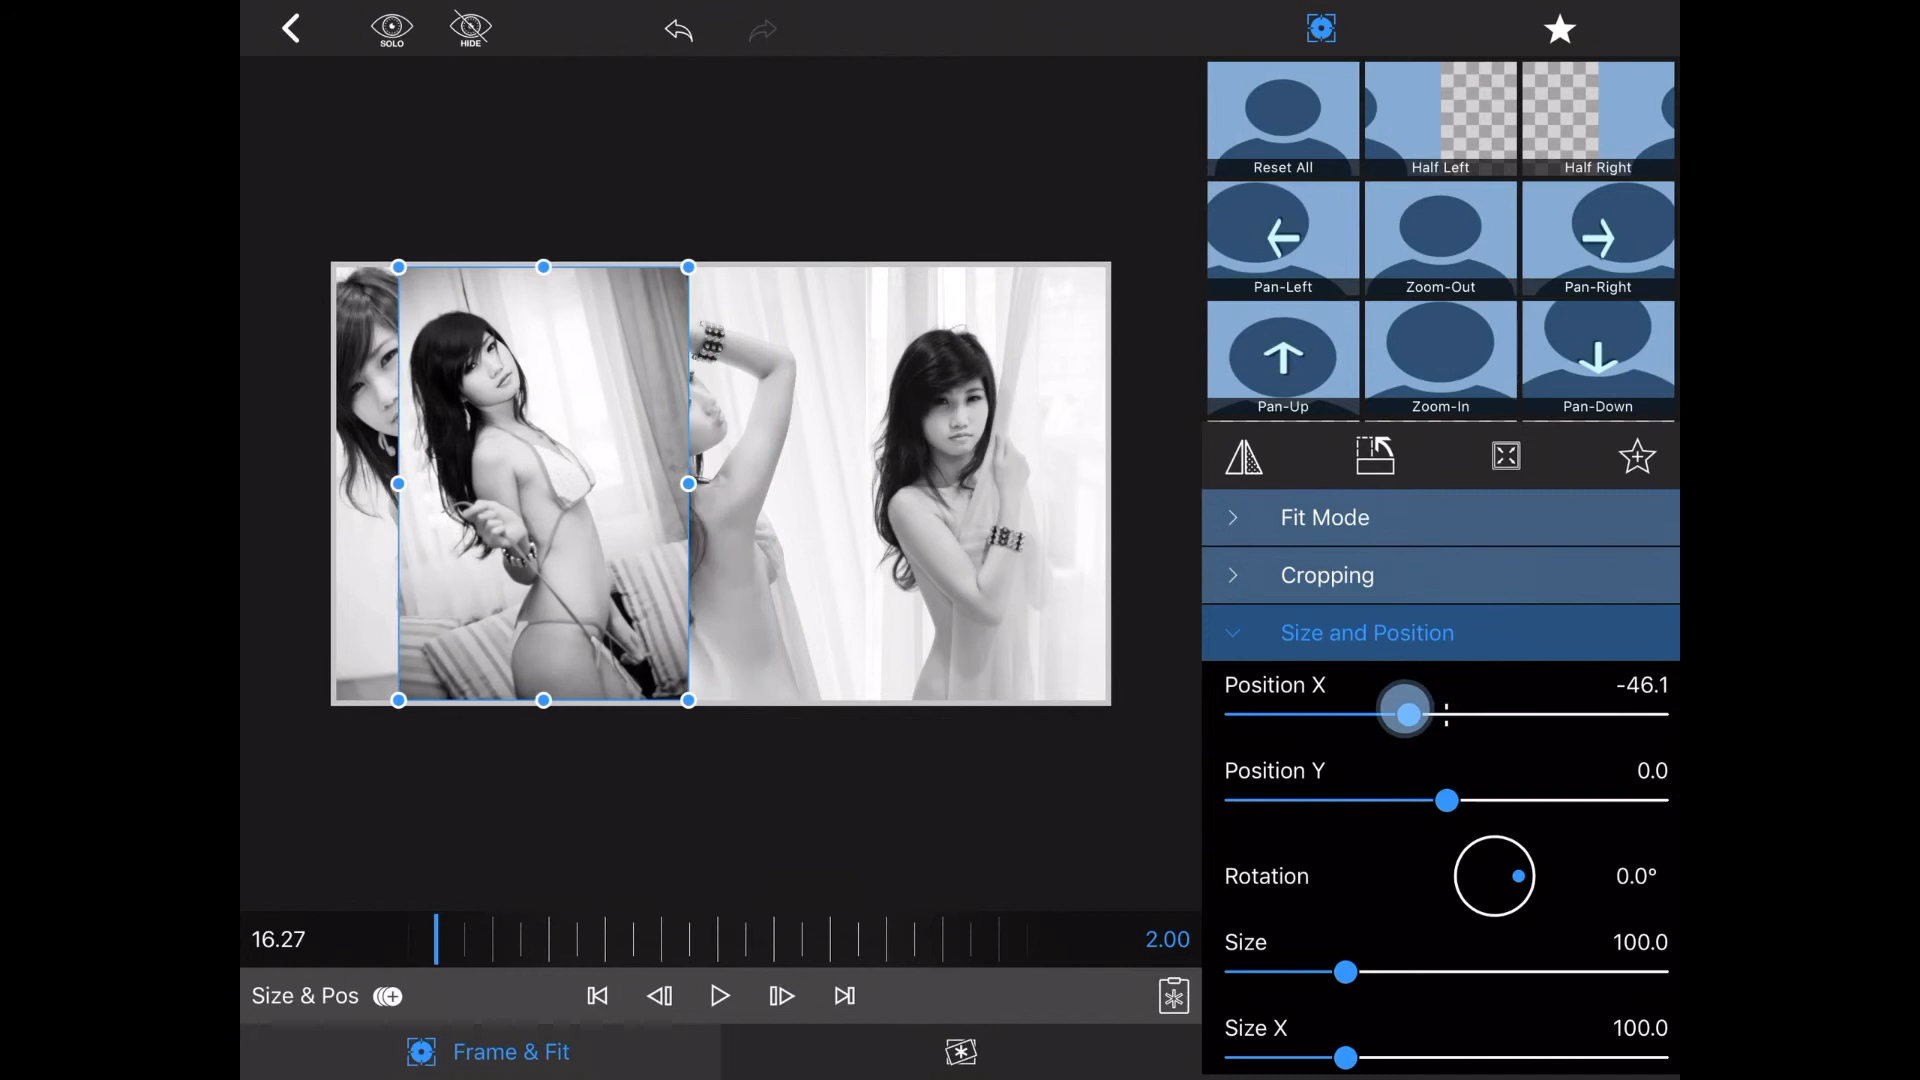 SOLO
HIDE
Reset All
Half Left
Half Right
Pan-Left
Zoom-Out
Pan-Right
Pan-Up
Zoom-In
Pan-Down
Fit Mode
Cropping
Size and Position
Position X
-46.1
Position Y
0.0
Rotation
0.0°
Size
100.0
Size X
100.0
16.27
2.00
Size & Pos
Frame & Fit